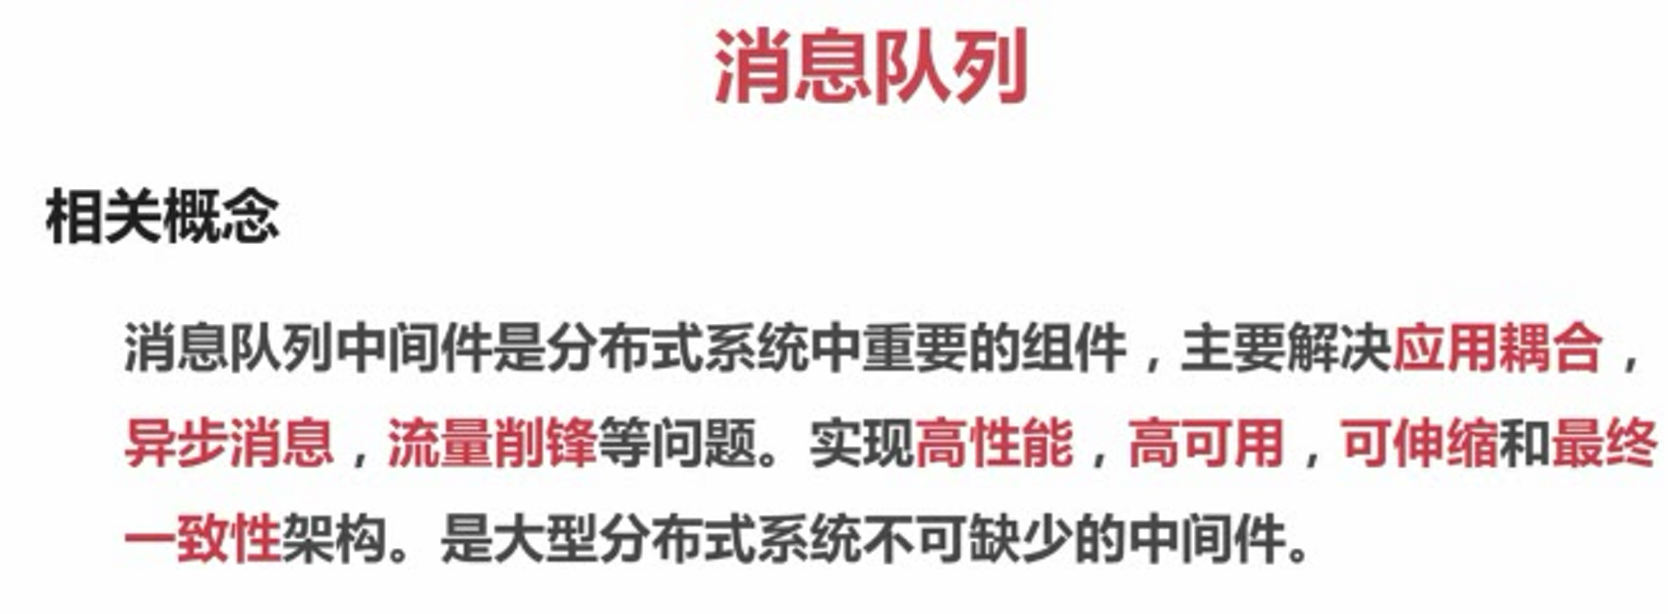 消息队列
相关概念
消息队列中间件是分布式系统中重要的组件，主要解决应用耦合，
异步消息，流量削锋等问题。实现高性能，高可用，可伸缩和最终
一致性架构。是大型分布式系统不可缺少的中间件。